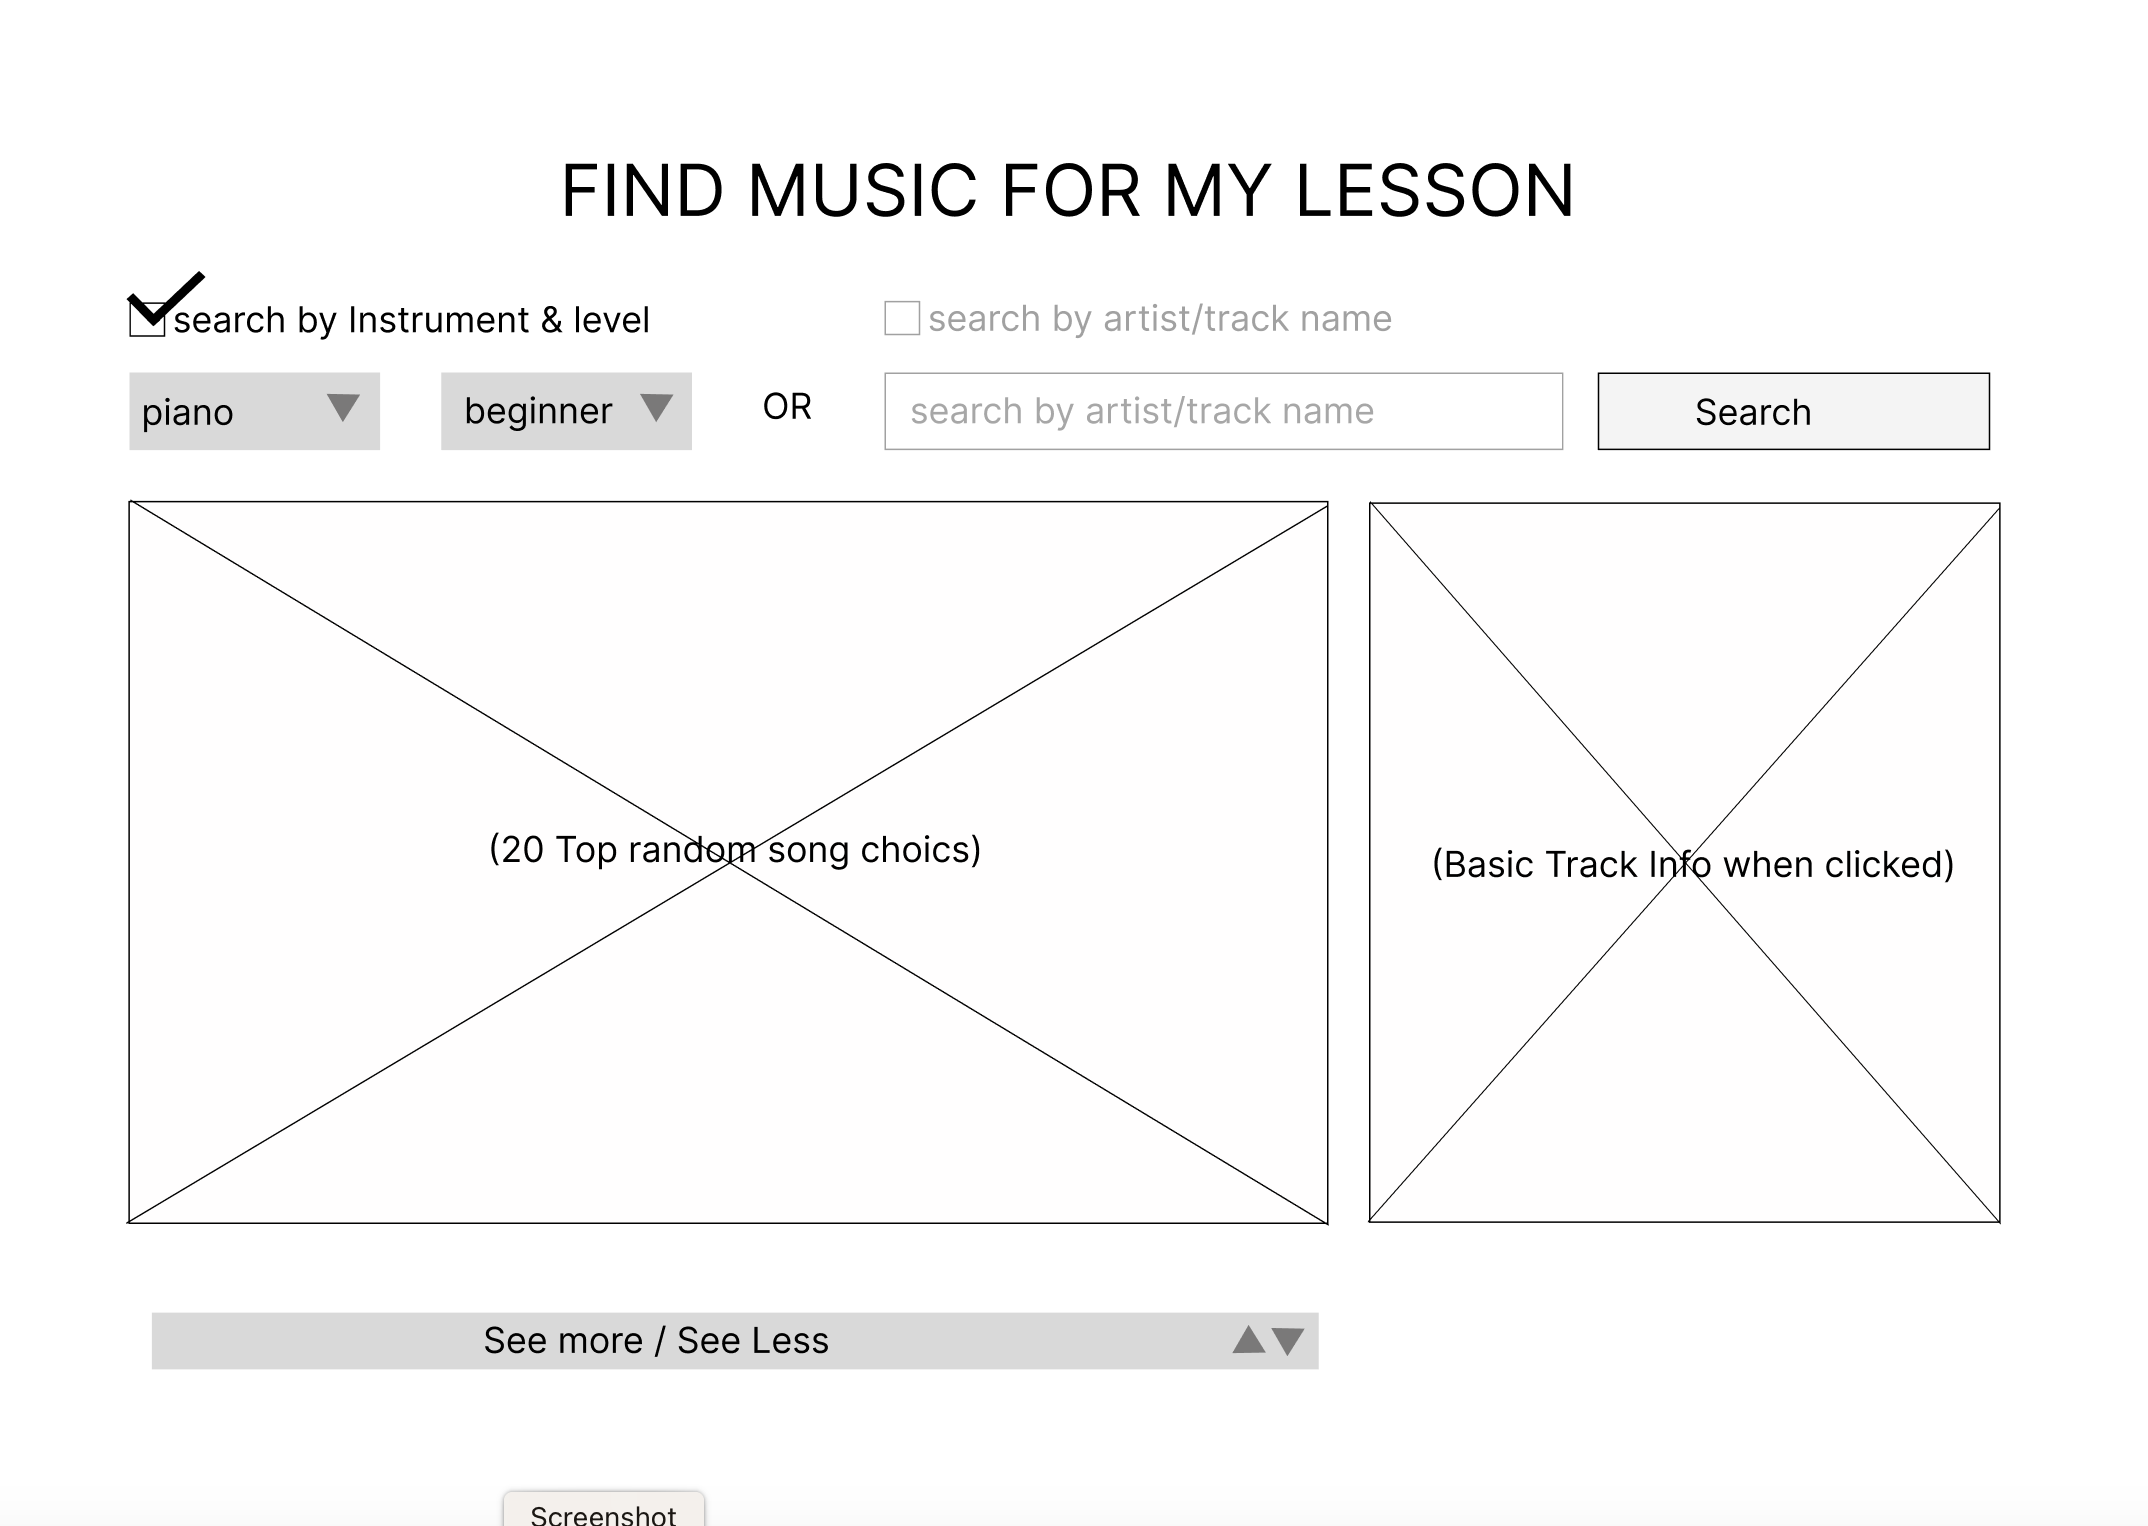 FIND MUSIC FOR MY LESSON
search by Instrument & level
search by artist/track name
piano
beginner
OR
search by artist/track name
Search
(20 Top random song choics)
(Basic Track Info when clicked)
See more / See Less
Screenshot